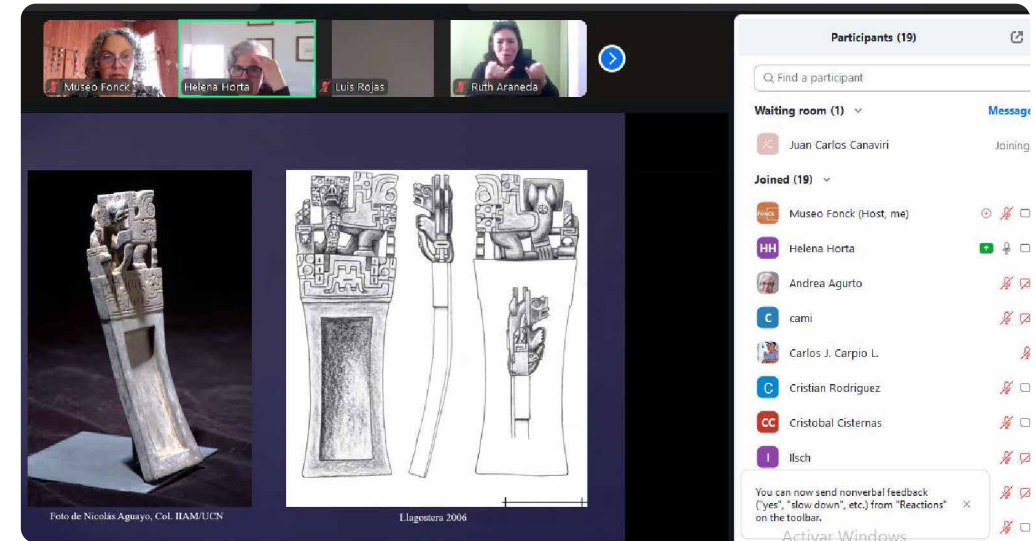 Museo Fonck
Helena Horta
Luis Rojas
Ruth Araneda
Foto de Nicolás Aguayo, Col. IIAM/UCN
Llagostera 2006
Participants (19)
Find a participant
Waiting room (1)
Message
JC
Juan Carlos Canaviri
Joining
Joined (19)
FONCK
Museo Fonck (Host, me)
HH
Helena Horta
Andrea Agurto
C
cami
Carlos J. Carpio L.
C
Cristian Rodriguez
CC
Cristobal Cisternas
I
You can now send nonverbal feedback
("yes", "slow down", etc.) from "Reactions"
on the toolbar.
Activar Windows